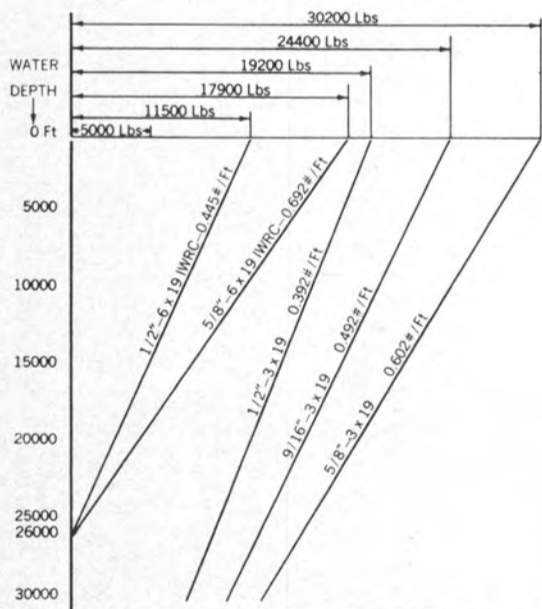 30200 Lbs
24400 Lbs
WATER
19200 Lbs
DEPTH
17900 Lbs
11500 Lbs
0 Ft
5000 Lbs
5000
10000
15000
20000
25000
26000
30000
1/2"-6 x 19 IWRC-0.445#/Ft
5/8"-6 x 19 IWRC-0.692#/Ft
1/2"-3 x 19 0.392#/Ft
9/16"-3 x 19 0.492#/Ft
5/8"-3 x 19 0.602#/Ft